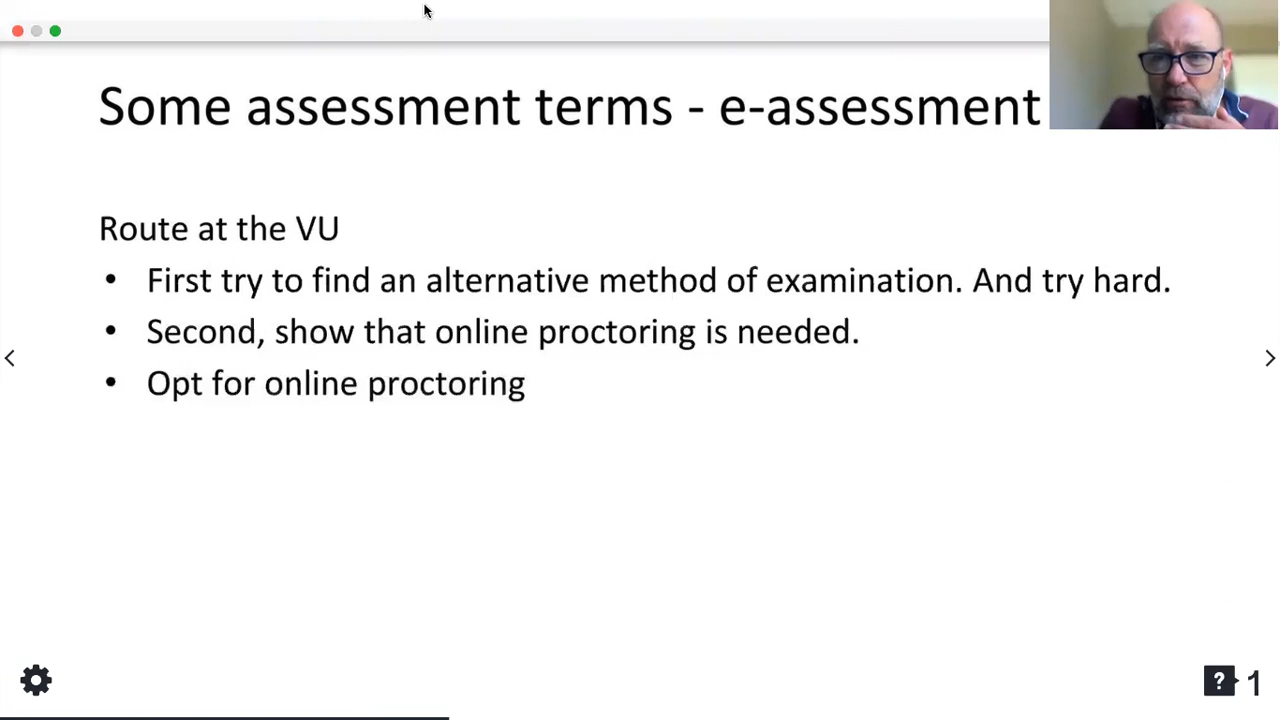 Some assessment terms - e-assessment
Route at the VU
• First try to find an alternative method of examination. And try hard.
• Second, show that online proctoring is needed.
• Opt for online proctoring
? 1